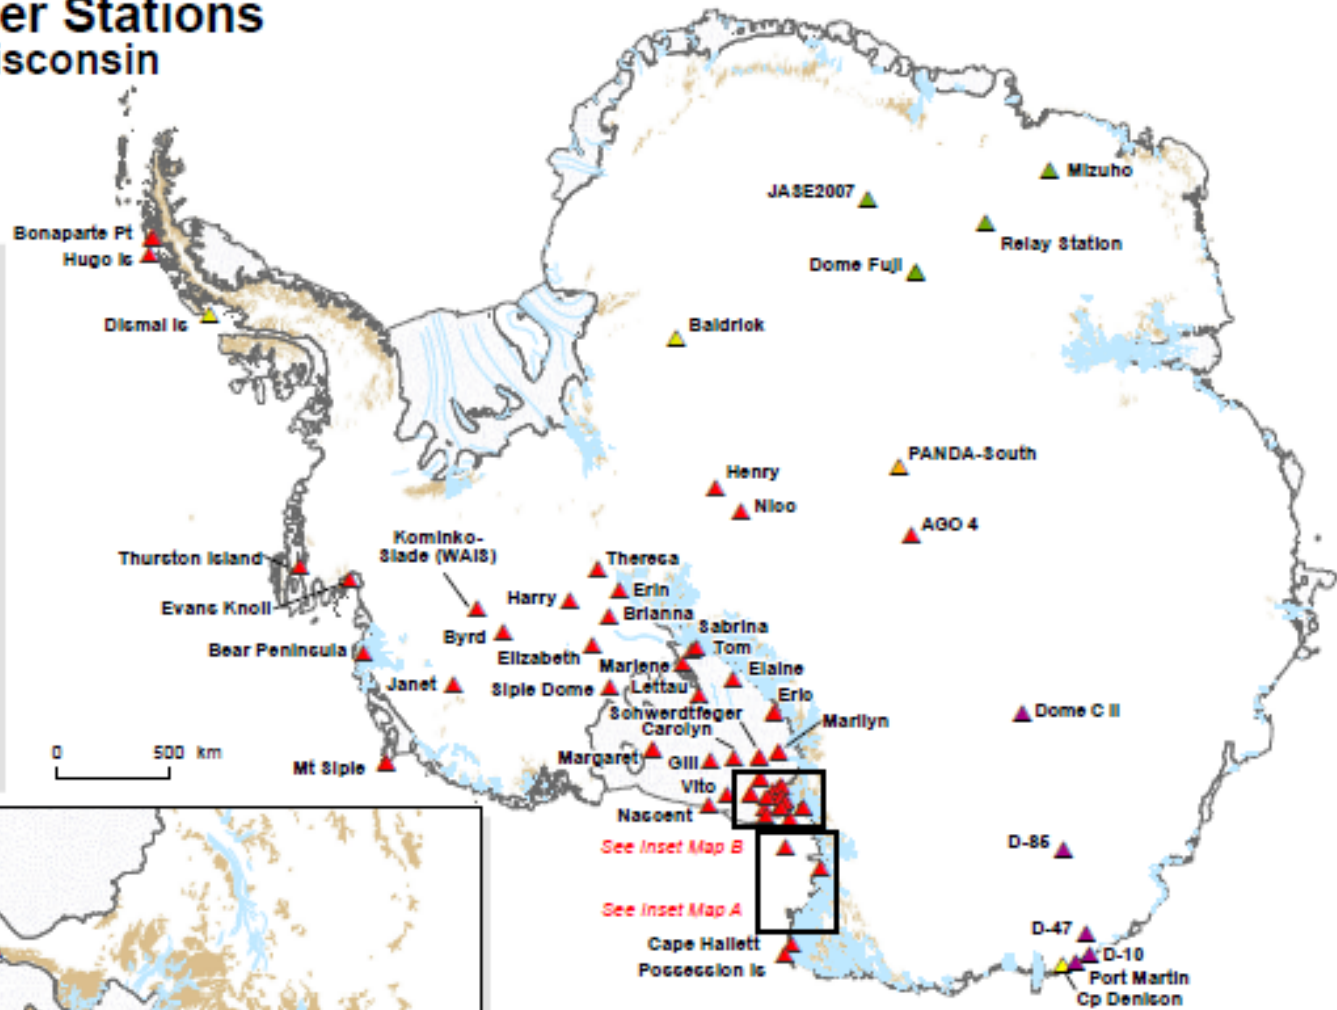 er Stations
isconsin
Mizuho
JASE2007
Bonaparte Pt
Relay Station
Hugo Is
Dome Fuji
Dismal Is
Baldrick
PANDA-South
Henry
Nico
AGO 4
Kominko-
Slade (WAIS)
Thurston Island
Theresa
Erin
Harry
Evans Knoll
Brianna
Sabrina
Byrd
Tom
Bear Peninsula
Elizabeth
Marlene
Elaine
Janet
Siple Dome
Lettau
Eric
Schwerdtfeger
Dome C II
Marilyn
Carolyn
0 500 km
Margaret
Gill
Mt Siple
Vito
Nascent
See Inset Map B
D-85
See Inset Map A
D-47
Cape Hallett
D-10
Possession Is
Port Martin
Cp Denison